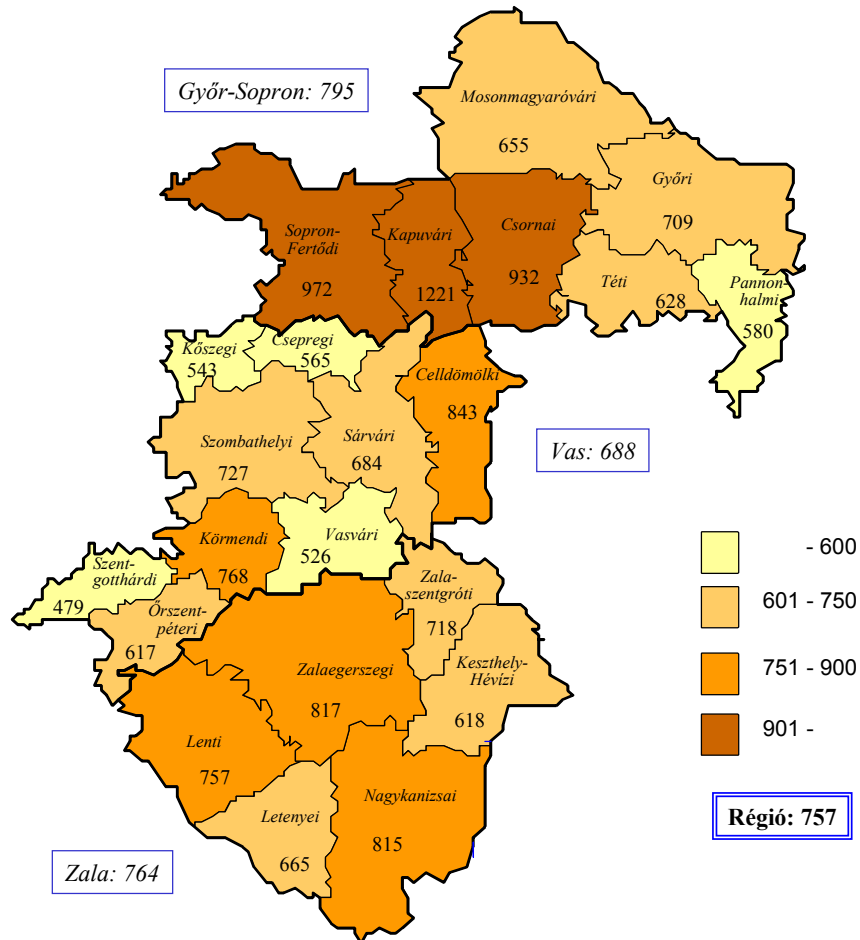 Győr-Sopron: 795
Mosonmagyaróvári
655
Győri
709
Sopron-
Fertődi
972
Kapuvári
1221
Csornai
932
Téti
628
Pannon-
halmi
580
Kőszegi
543
Csepregi
565
Celldömölki
843
Szombathelyi
727
Sárvári
684
Vas: 688
Körmendi
768
Vasvári
526
Szent-
gotthárdi
479
Őrszent-
péteri
617
Zala-
szentgróti
718
Keszthely-
Hévízi
618
Zalaegerszegi
817
Lenti
757
Letenyei
665
Nagykanizsai
815
Zala: 764
- 600
601 - 750
751 - 900
901 -
Régió: 757